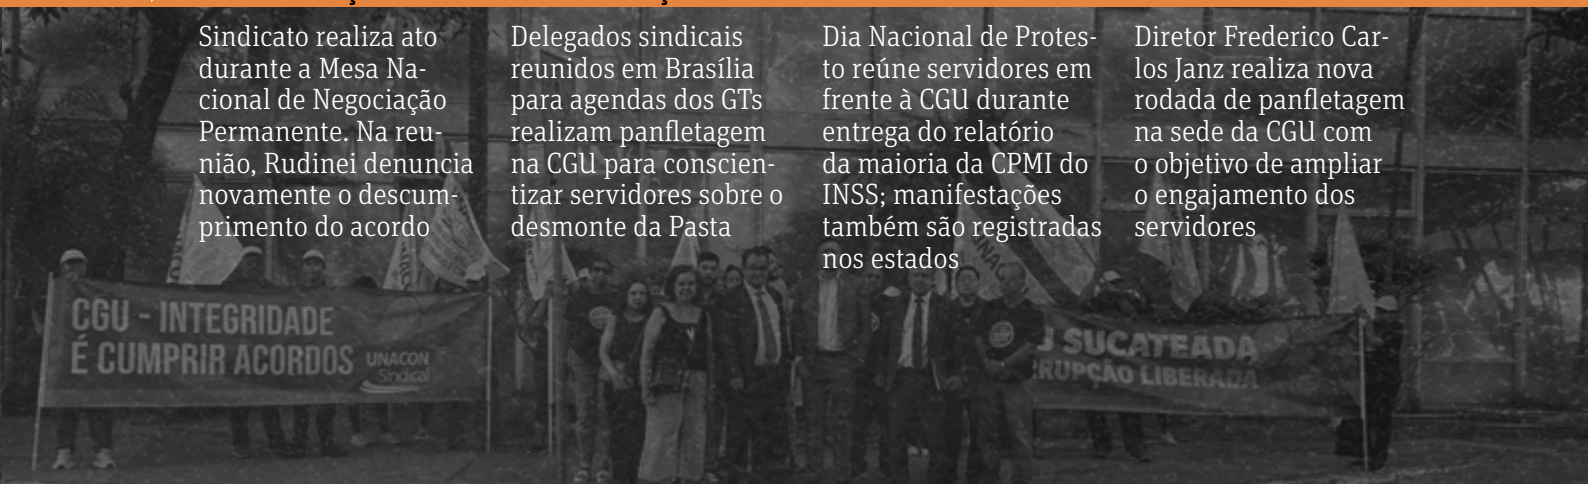 Sindicato realiza ato
durante a Mesa Na-
cional de Negociação
Permanente. Na reu-
nião, Rudinei denuncia
novamente o descum-
primento do acordo
Delegados sindicais
reunidos em Brasília
para agendas dos GTs
realizam panfletagem
na CGU para conscien-
tizar servidores sobre o
desmonte da Pasta
Dia Nacional de Protes-
to reúne servidores em
frente à CGU durante
entrega do relatório
da maioria da CPMI do
INSS; manifestações
também são registradas
nos estados
Diretor Frederico Car-
los Janz realiza nova
rodada de panfletagem
na sede da CGU com
o objetivo de ampliar
o engajamento dos
servidores
CGU - INTEGRIDADE
É CUMPRIR ACORDOS
UNACON
Sindical
SUCATEADA
LIBERADA